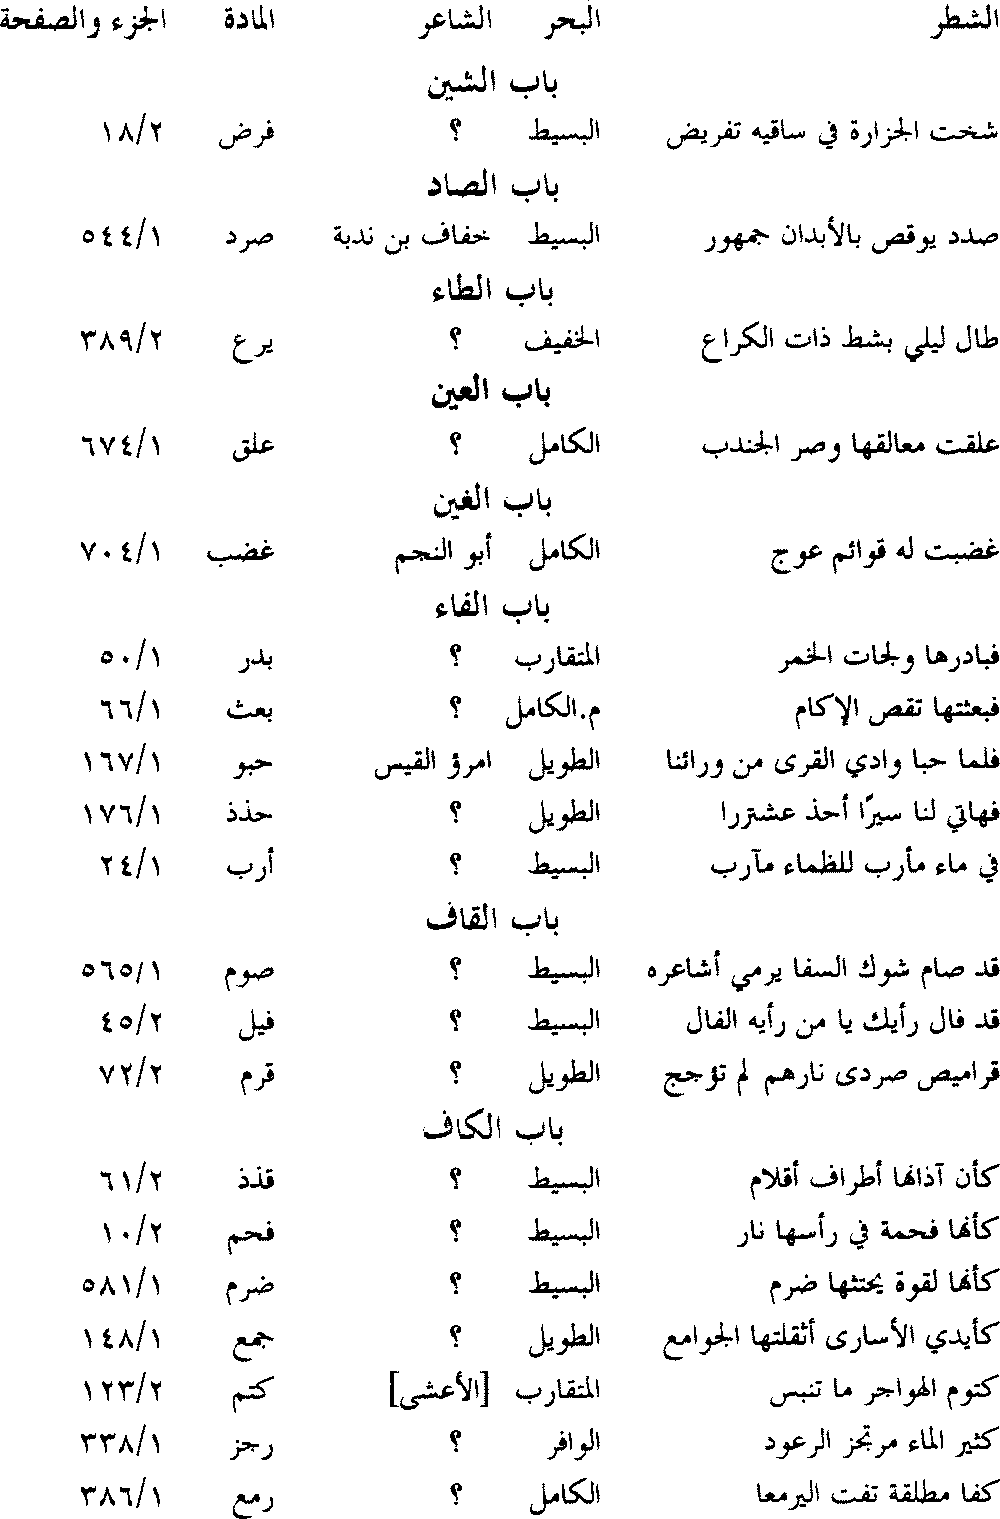 الشطر البحر الشاعر المادة الجزء والصفحة
باب الشين
شخت الجزارة في ساقيه تفريض البسيط ؟ فرض ١٨/٢
باب الصاد
صدد يوقص بالأبدان جمهور البسيط خفاف بن ندبة صرد ٥٤٤/١
باب الطاء
طال ليلي بشط ذات الكراع الخفيف ؟ يرع ٣٨٩/٢
باب العين
علقت معالقها وصر الجندب الكامل ؟ علق ٦٧٤/١
باب الغين
غضبت له قوائم عوج الكامل أبو النجم غضب ٧٠٤/١
باب الفاء
فبادرها ولجات الخمر المتقارب ؟ بدر ٥٠/١
فبعثتها تقص الإكام م.الكامل ؟ بعث ٦٦/١
فلما حبا وادي القرى من ورائنا الطويل امرؤ القيس حبو ١٦٧/١
فهاتي لنا سيرًا أحذ عشتررا الطويل ؟ حذذ ١٧٦/١
في ماء مأرب للظماء مآرب البسيط ؟ أرب ٢٤/١
باب القاف
قد صام شوك السفا يرمي أشاعره البسيط ؟ صوم ٥٦٥/١
قد فال رأيك يا من رأيه الفال البسيط ؟ فيل ٤٥/٢
قراميص صردى نارهم لم تؤجج الطويل ؟ قرم ٧٢/٢
باب الكاف
كأن آذانها أطراف أقلام البسيط ؟ قذذ ٦١/٢
كأنها فحمة في رأسها نار البسيط ؟ فحم ١٠/٢
كأنها لقوة يحتثها ضرم البسيط ؟ ضرم ٥٨١/١
كأيدي الأسارى أثقلتها الجوامع الطويل ؟ جمع ١٤٨/١
كتوم الهواجر ما تنبس المتقارب [الأعشى] كتم ١٢٣/٢
كثير الماء مرتجز الرعود الوافر ؟ رجز ٣٣٨/١
كفا مطلقة تفت اليرمعا الكامل ؟ رمع ٣٨٦/١